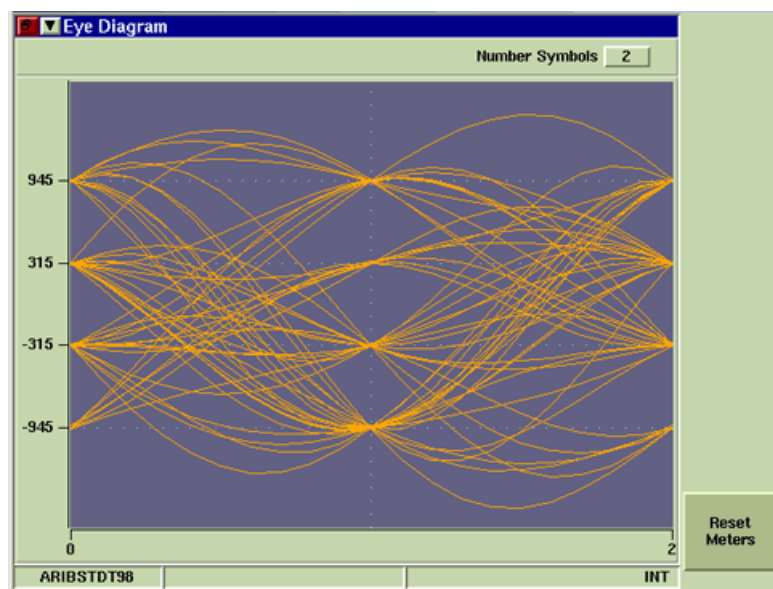 Eye Diagram
Number Symbols 2
945
315
-315
-945
0 2
Reset
Meters
ARIBSTDT98 INT